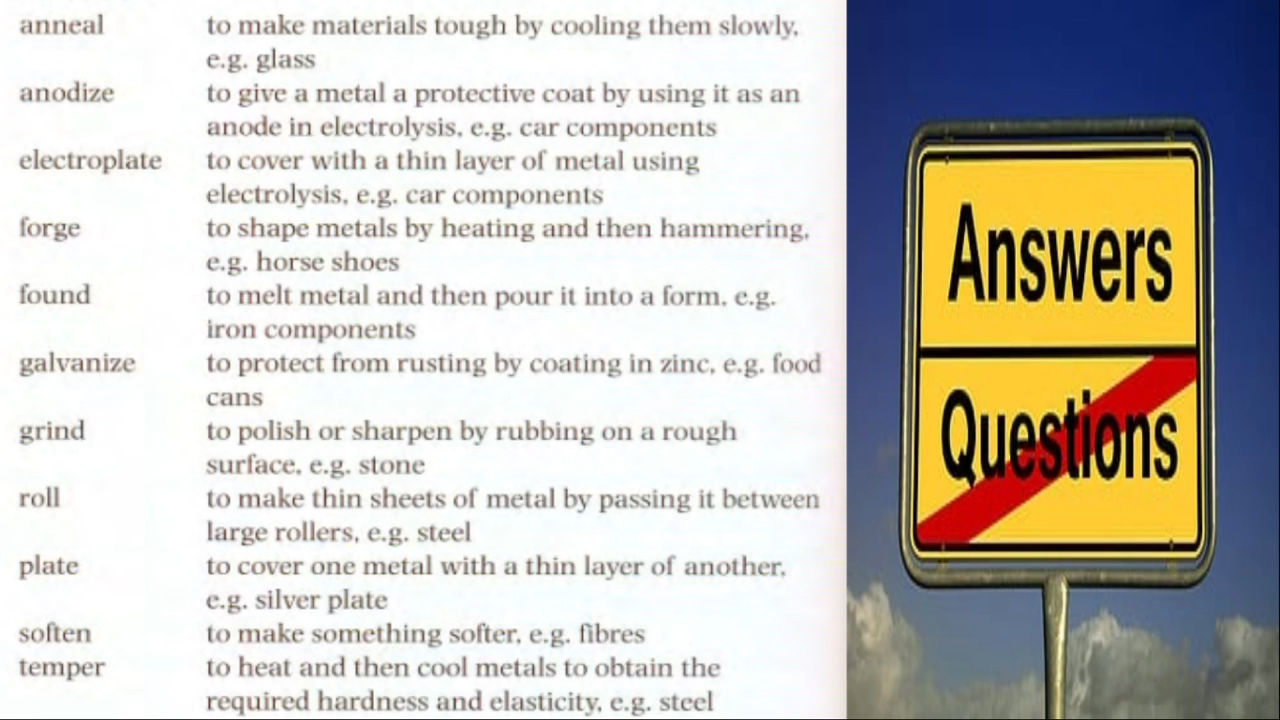 anneal to make materials tough by cooling them slowly,
e.g. glass
anodize to give a metal a protective coat by using it as an
anode in electrolysis, e.g. car components
electroplate to cover with a thin layer of metal using
electrolysis, e.g. car components
forge to shape metals by heating and then hammering,
e.g. horse shoes
found to melt metal and then pour it into a form, e.g.
iron components
galvanize to protect from rusting by coating in zinc, e.g. food
cans
grind to polish or sharpen by rubbing on a rough
surface, e.g. stone
roll to make thin sheets of metal by passing it between
large rollers, e.g. steel
plate to cover one metal with a thin layer of another,
e.g. silver plate
soften to make something softer, e.g. fibres
temper to heat and then cool metals to obtain the
required hardness and elasticity, e.g. steel
Answers
Questions